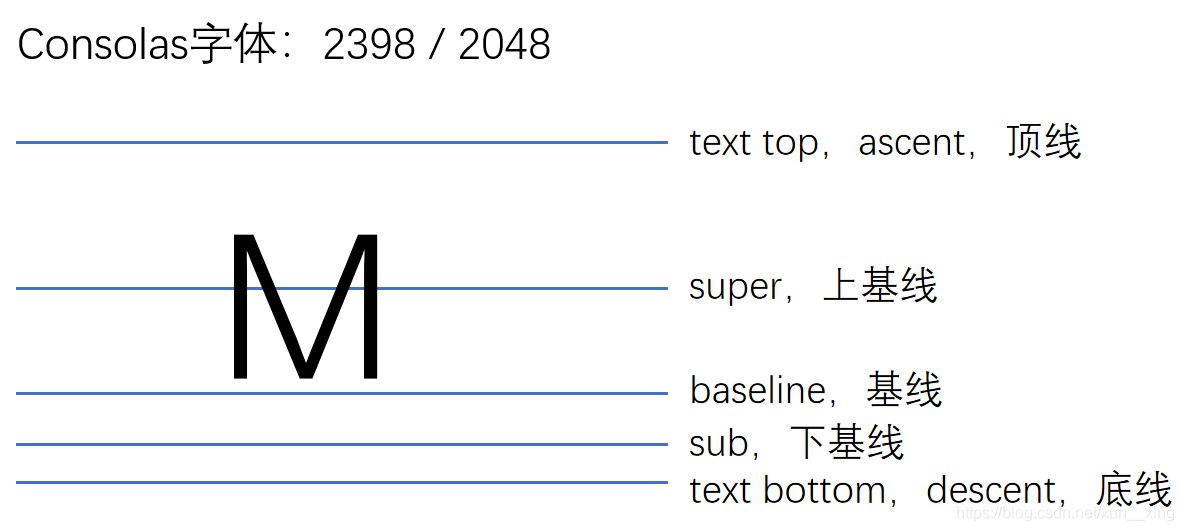 Consolas字体：2398 / 2048
text top，ascent，顶线
M
super，上基线
baseline，基线
sub，下基线
text bottom，descent，底线
https://blog.csdn.net/xun__xing